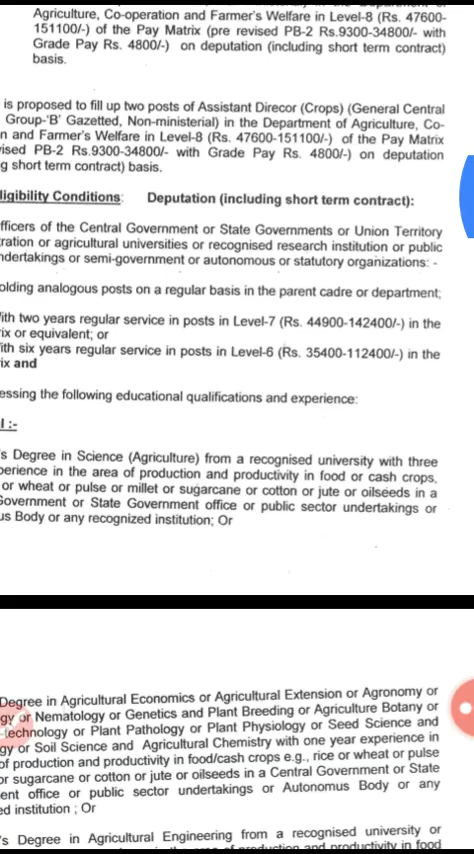 Agriculture, Co-operation and Farmer's Welfare in Level-8 (Rs. 47600-
151100/-) of the Pay Matrix (pre revised PB-2 Rs.9300-34800/- with
Grade Pay Rs. 4800/-) on deputation (including short term contract)
basis.
is proposed to fill up two posts of Assistant Direcor (Crops) (General Central
Group-'B' Gazetted, Non-ministerial) in the Department of Agriculture, Co-
n and Farmer's Welfare in Level-8 (Rs. 47600-151100/-) of the Pay Matrix
ised PB-2 Rs.9300-34800/- with Grade Pay Rs. 4800/-) on deputation
g short term contract) basis.
ligibility Conditions: Deputation (including short term contract):
fficers of the Central Government or State Governments or Union Territory
ration or agricultural universities or recognised research institution or public
ndertakings or semi-government or autonomous or statutory organizations: -
olding analogous posts on a regular basis in the parent cadre or department;
ith two years regular service in posts in Level-7 (Rs. 44900-142400/-) in the
ix or equivalent; or
ith six years regular service in posts in Level-6 (Rs. 35400-112400/-) in the
ix and
essing the following educational qualifications and experience:
l :-
s Degree in Science (Agriculture) from a recognised university with three
perience in the area of production and productivity in food or cash crops,
or wheat or pulse or millet or sugarcane or cotton or jute or oilseeds in a
Government or State Government office or public sector undertakings or
us Body or any recognized institution; Or
Degree in Agricultural Economics or Agricultural Extension or Agronomy or
gy or Nematology or Genetics and Plant Breeding or Agriculture Botany or
technology or Plant Pathology or Plant Physiology or Seed Science and
gy or Soil Science and Agricultural Chemistry with one year experience in
of production and productivity in food/cash crops e.g., rice or wheat or pulse
or sugarcane or cotton or jute or oilseeds in a Central Government or State
ent office or public sector undertakings or Autonomus Body or any
ed institution ; Or
's Degree in Agricultural Engineering from a recognised university or
production and productivity in food